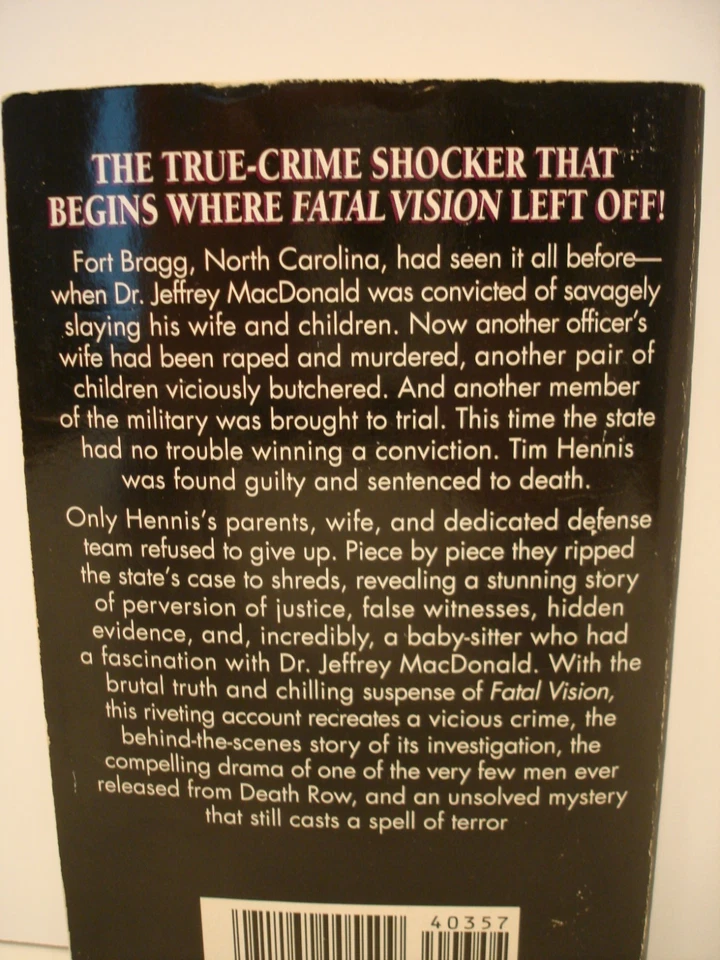 THE TRUE-CRIME SHOCKER THAT
BEGINS WHERE FATAL VISION LEFT OFF!
Fort Bragg, North Carolina, had seen it all before—
when Dr. Jeffrey MacDonald was convicted of savagely
slaying his wife and children. Now another officer's
wife had been raped and murdered, another pair of
children viciously butchered. And another member
of the military was brought to trial. This time the state
had no trouble winning a conviction. Tim Hennis
was found guilty and sentenced to death.
Only Hennis's parents, wife, and dedicated defense
team refused to give up. Piece by piece they ripped
the state's case to shreds, revealing a stunning story
of perversion of justice, false witnesses, hidden
evidence, and, incredibly, a baby-sitter who had
a fascination with Dr. Jeffrey MacDonald. With the
brutal truth and chilling suspense of Fatal Vision,
this riveting account recreates a vicious crime, the
behind-the-scenes story of its investigation, the
compelling drama of one of the very few men ever
released from Death Row, and an unsolved mystery
that still casts a spell of terror
40357